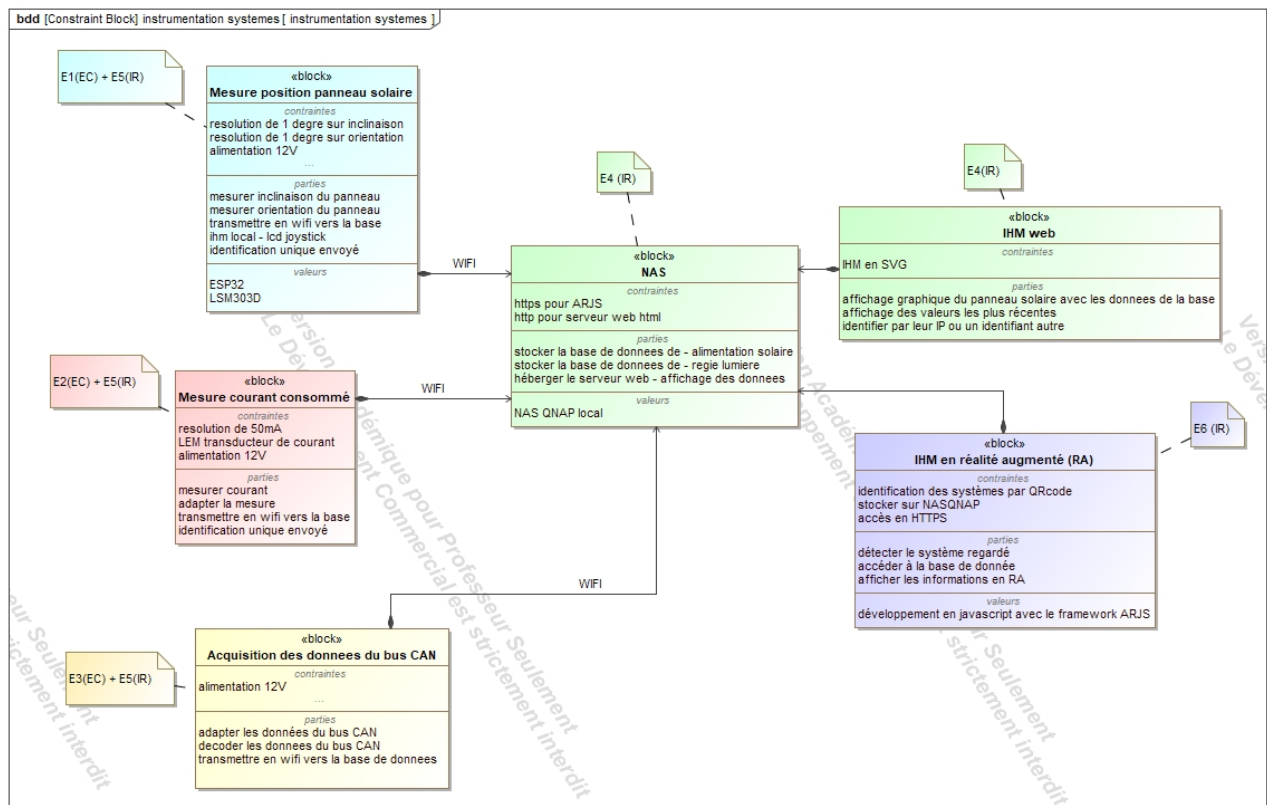 bdd [Constraint Block] instrumentation systemes [ instrumentation systemes ]
E1(EC) + E5(IR)
«block»
Mesure position panneau solaire
contraintes
resolution de 1 degre sur inclinaison
resolution de 1 degre sur orientation
alimentation 12V
...
parties
mesurer inclinaison du panneau
mesurer orientation du panneau
transmettre en wifi vers la base
ihm local - lcd joystick
identification unique envoyé
valeurs
ESP32
LSM303D
WIFI
E4 (IR)
«block»
NAS
contraintes
https pour ARJS
http pour serveur web html
parties
stocker la base de donnees de - alimentation solaire
stocker la base de donnees de - regie lumiere
héberger le serveur web - affichage des donnees
valeurs
NAS QNAP local
E4(IR)
«block»
IHM web
contraintes
IHM en SVG
parties
affichage graphique du panneau solaire avec les donnees de la base
affichage des valeurs les plus récentes
identifier par leur IP ou un identifiant autre
E2(EC) + E5(IR)
«block»
Mesure courant consommé
contraintes
resolution de 50mA
LEM transducteur de courant
alimentation 12V
parties
mesurer courant
adapter la mesure
transmettre en wifi vers la base
identification unique envoyé
WIFI
E6 (IR)
«block»
IHM en réalité augmenté (RA)
contraintes
identification des systèmes par QRcode
stocker sur NASQNAP
accès en HTTPS
parties
détecter le système regardé
accéder à la base de donnée
afficher les informations en RA
valeurs
développement en javascript avec le framework ARJS
WIFI
E3(EC) + E5(IR)
«block»
Acquisition des donnees du bus CAN
contraintes
alimentation 12V
...
parties
adapter les données du bus CAN
decoder les donnees du bus CAN
transmettre en wifi vers la base de donnees
démique pour Professeur Seulement
t Commercial est strictement interdit